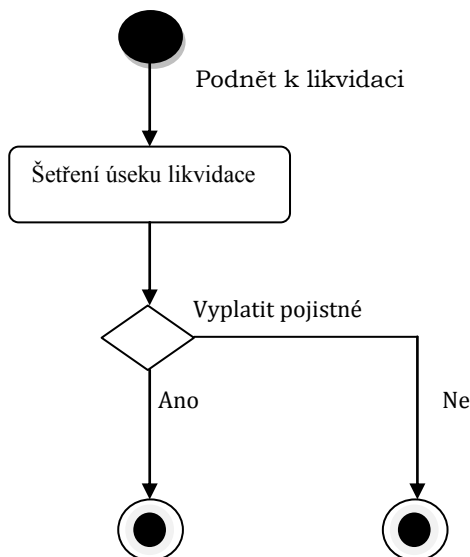 Podnět k likvidaci
Šetření úseku likvidace
Vyplatit pojistné
Ano
Ne